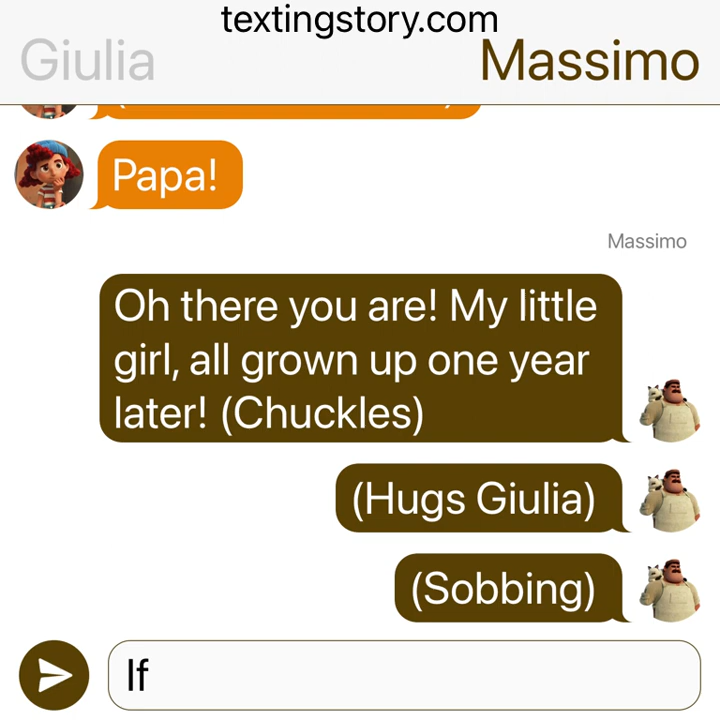 textingstory.com
Giulia
Massimo
Papa!
Massimo
Oh there you are! My little
girl, all grown up one year
later! (Chuckles)
(Hugs Giulia)
(Sobbing)
If